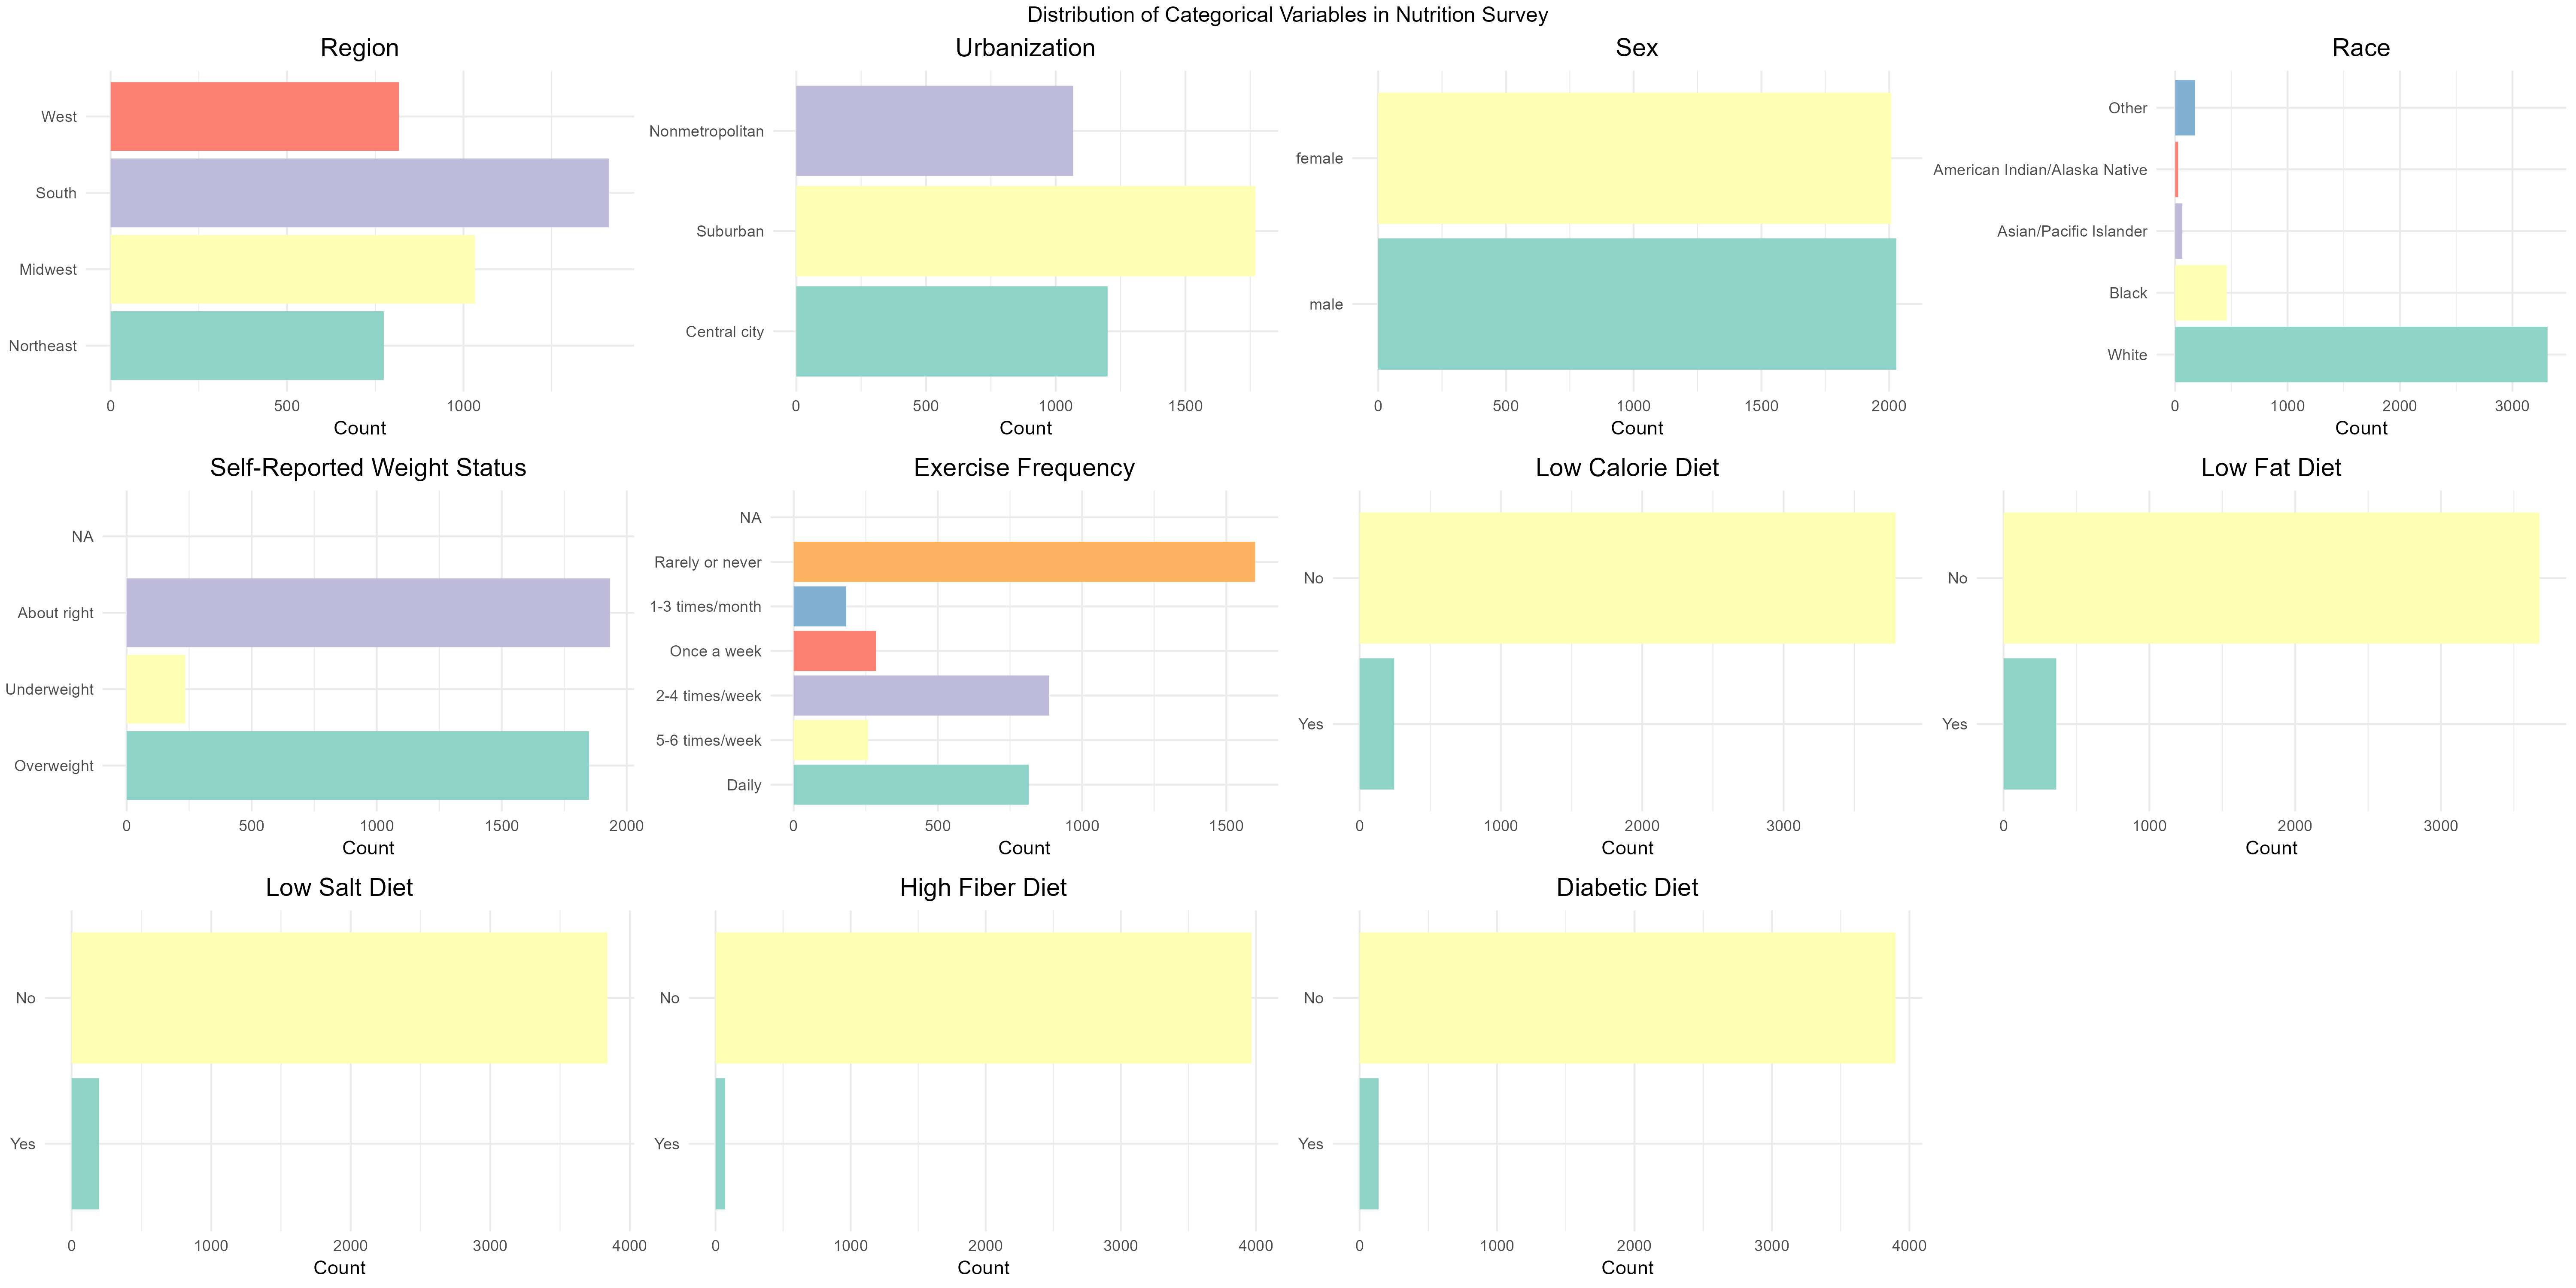 Distribution of Categorical Variables in Nutrition Survey
Region
West
South
Midwest
Northeast
0 500 1000
Count
Urbanization
Nonmetropolitan
Suburban
Central city
0 500 1000 1500
Count
Sex
female
male
0 500 1000 1500 2000
Count
Race
Other
American Indian/Alaska Native
Asian/Pacific Islander
Black
White
0 1000 2000 3000
Count
Self-Reported Weight Status
NA
About right
Underweight
Overweight
0 500 1000 1500 2000
Count
Exercise Frequency
NA
Rarely or never
1-3 times/month
Once a week
2-4 times/week
5-6 times/week
Daily
0 500 1000 1500
Count
Low Calorie Diet
No
Yes
0 1000 2000 3000
Count
Low Fat Diet
No
Yes
0 1000 2000 3000
Count
Low Salt Diet
No
Yes
0 1000 2000 3000 4000
Count
High Fiber Diet
No
Yes
0 1000 2000 3000 4000
Count
Diabetic Diet
No
Yes
0 1000 2000 3000 4000
Count